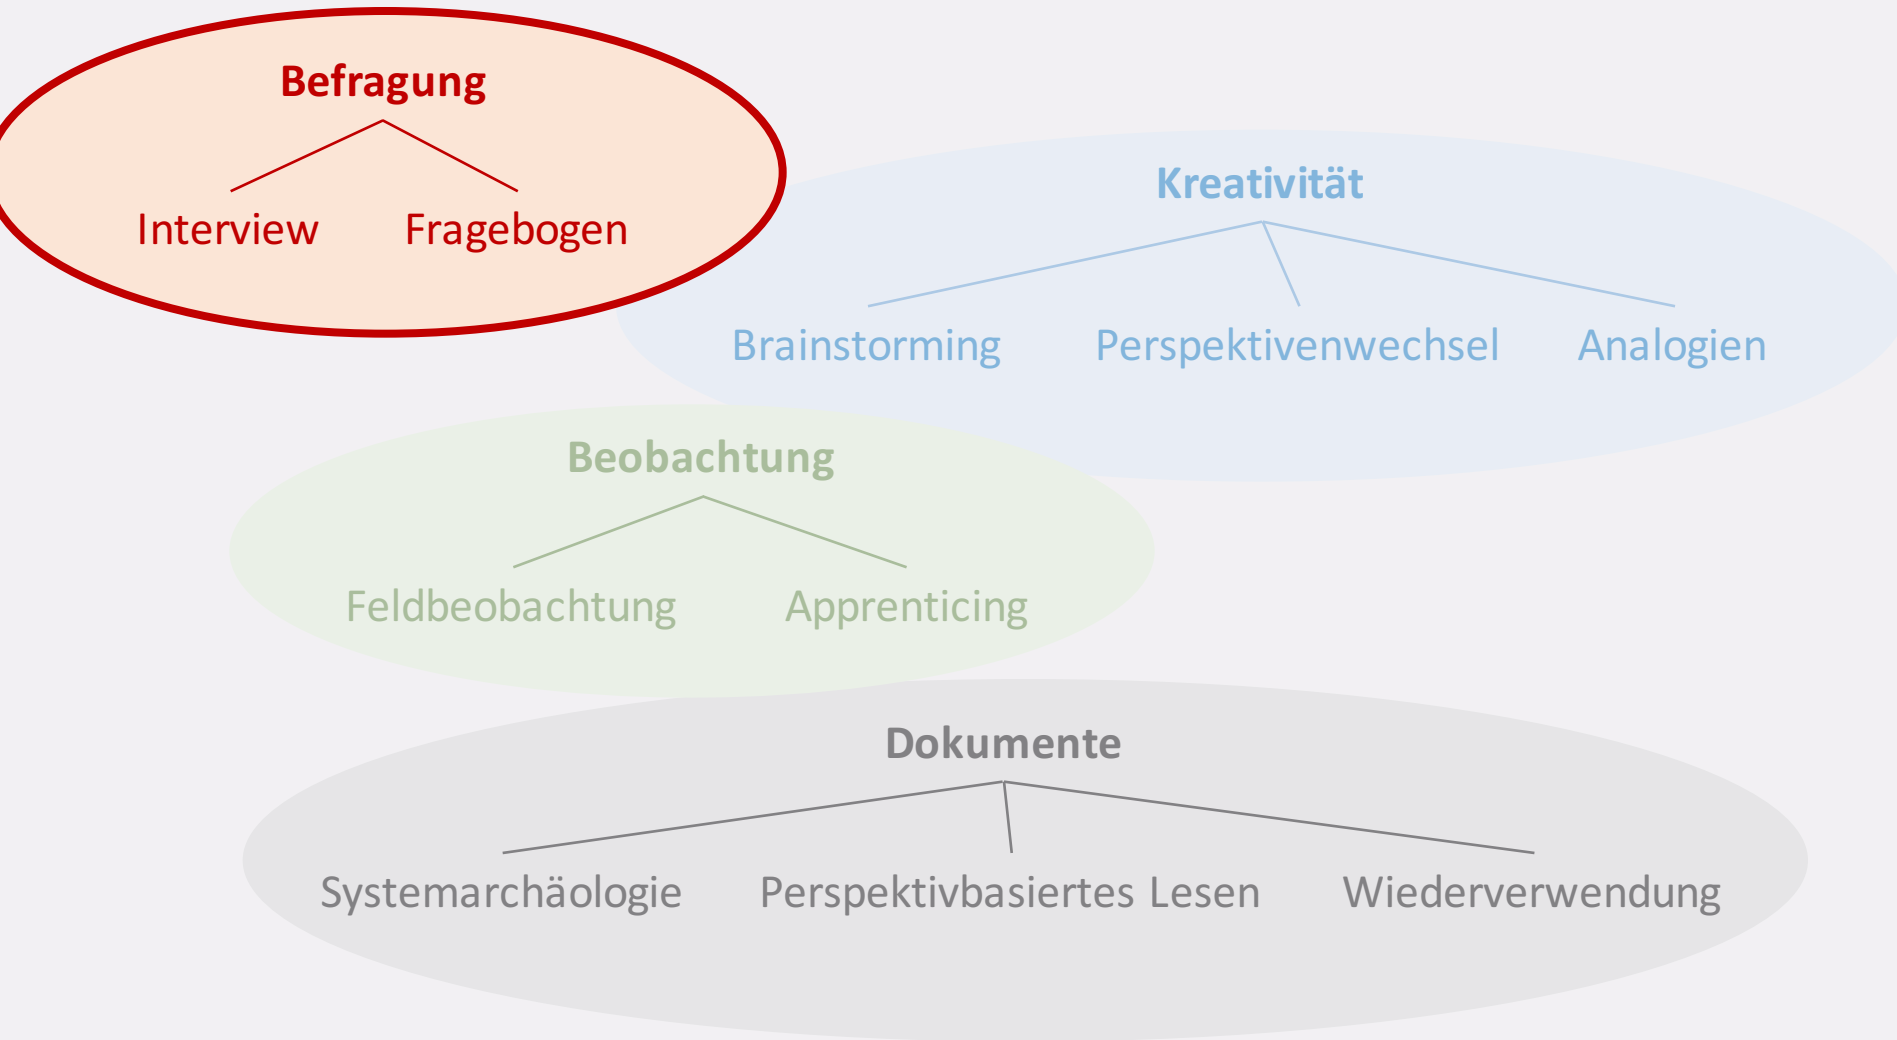 Befragung
Interview Fragebogen
Kreativität
Brainstorming Perspektivenwechsel Analogien
Beobachtung
Feldbeobachtung Apprenticing
Dokumente
Systemarchäologie Perspektivbasiertes Lesen Wiederverwendung